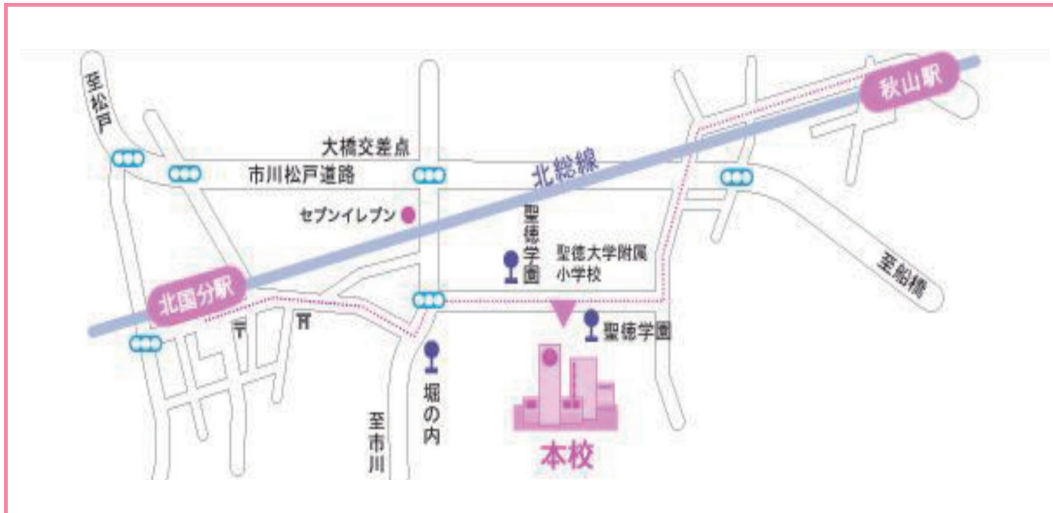 至松戸
秋山駅
大橋交差点
市川松戸道路
北総線
セブンイレブン
聖徳学園
聖徳大学附属
小学校
至船橋
北国分駅
聖徳学園
堀の内
至市川
本校